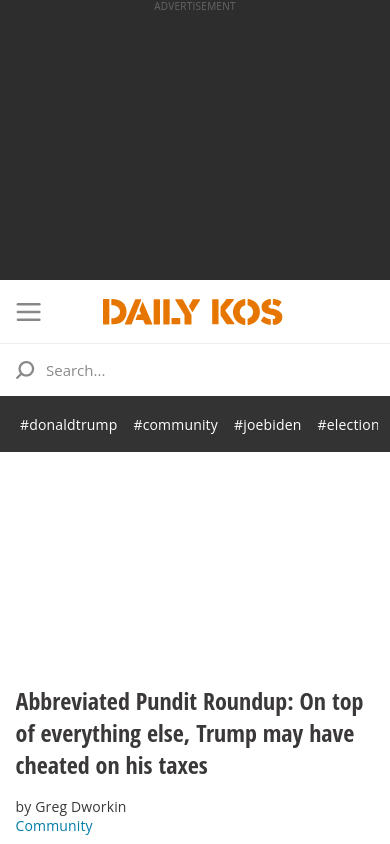 ADVERTISEMENT
DAILY KOS
Search...
#donaldtrump #community #joebiden #election
Abbreviated Pundit Roundup: On top
of everything else, Trump may have
cheated on his taxes
by Greg Dworkin
Community